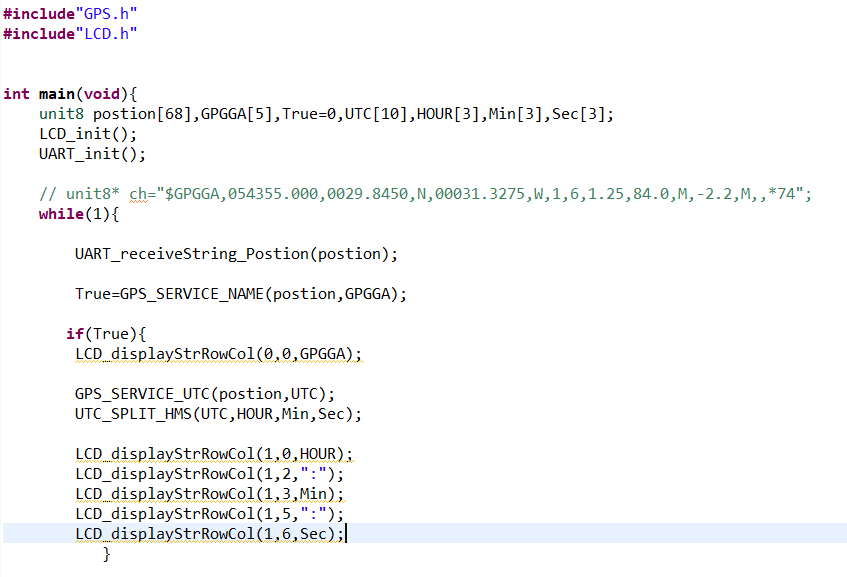 #include"GPS.h"
#include"LCD.h"
int main(void){
unit8 postion[68],GPGGA[5],True=0,UTC[10],HOUR[3],Min[3],Sec[3];
LCD_init();
UART_init();
// unit8* ch="$GPGGA,054355.000,0029.8450,N,00031.3275,W,1,6,1.25,84.0,M,-2.2,M,,*74";
while(1){
UART_receiveString_Postion(postion);
True=GPS_SERVICE_NAME(postion,GPGGA);
if(True){
LCD_displayStrRowCol(0,0,GPGGA);
GPS_SERVICE_UTC(postion,UTC);
UTC_SPLIT_HMS(UTC,HOUR,Min,Sec);
LCD_displayStrRowCol(1,0,HOUR);
LCD_displayStrRowCol(1,2,":");
LCD_displayStrRowCol(1,3,Min);
LCD_displayStrRowCol(1,5,":");
LCD_displayStrRowCol(1,6,Sec);
}